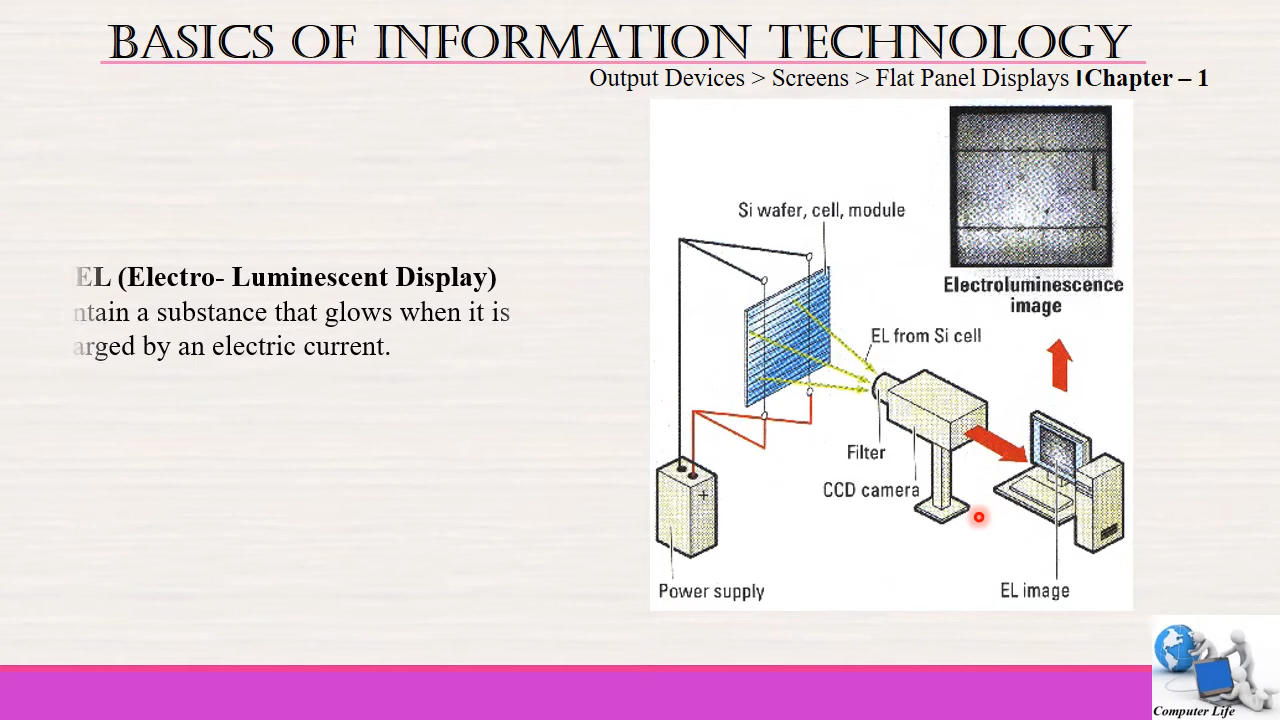 BASICS OF INFORMATION TECHNOLOGY
Output Devices > Screens > Flat Panel Displays |Chapter – 1
EL (Electro- Luminescent Display)
ntain a substance that glows when it is
arged by an electric current.
Si wafer, cell, module
Electroluminescence
image
EL from Si cell
Filter
CCD camera
+
Power supply
EL image
Computer Life